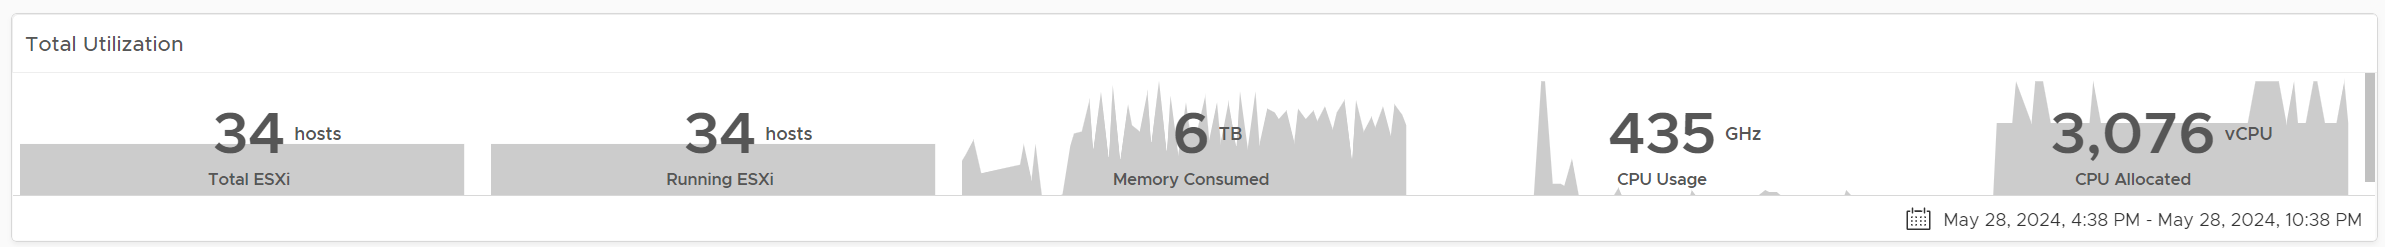 Total Utilization
34 hosts
Total ESXi
34 hosts
Running ESXi
6 TB
Memory Consumed
435 GHz
CPU Usage
3,076 vCPU
CPU Allocated
May 28, 2024, 4:38 PM - May 28, 2024, 10:38 PM